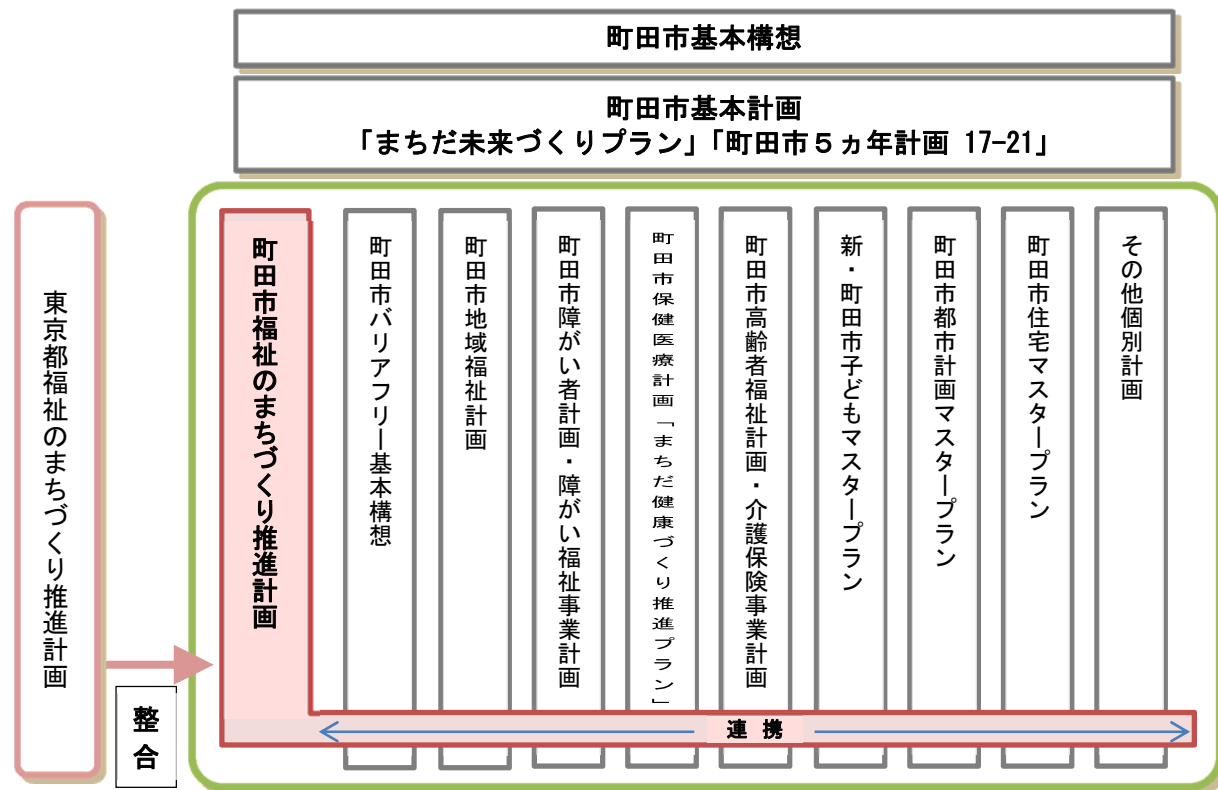 町田市基本構想
町田市基本計画
「まちだ未来づくりプラン」「町田市５ヵ年計画 17-21」
東京都福祉のまちづくり推進計画
整合
町田市福祉のまちづくり推進計画
町田市バリアフリー基本構想
町田市地域福祉計画
町田市障がい者計画・障がい福祉事業計画
町田市保健医療計画「まちだ健康づくり推進プラン」
町田市高齢者福祉計画・介護保険事業計画
新・町田市子どもマスタープラン
町田市都市計画マスタープラン
町田市住宅マスタープラン
その他個別計画
連携